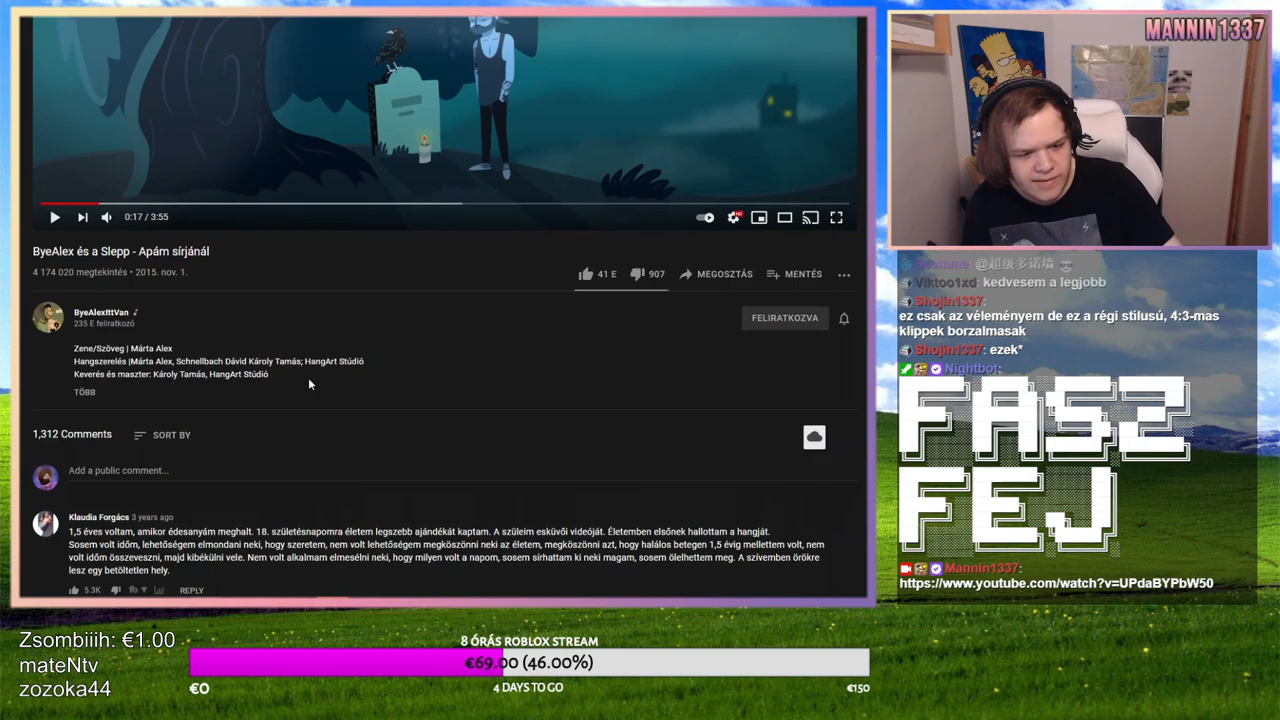 MANNIN1337
0:17 / 3:55
ByeAlex és a Slepp - Apám sírjánál
4 174 020 megtekintés • 2015. nov. 1.
41 E
907
MEGOSZTÁS
MENTÉS
ByeAlexIttVan
235 E feliratkozó
FELIRATKOZVA
Zene/Szöveg | Márta Alex
Hangszerelés |Márta Alex, Schnellbach Dávid Károly Tamás; HangArt Stúdió
Keverés és maszter: Károly Tamás, HangArt Stúdió
TÖBB
1,312 Comments
SORT BY
Add a public comment...
Klaudia Forgács 3 years ago
1,5 éves voltam, amikor édesanyám meghalt. 18. születésnapomra életem legszebb ajándékát kaptam. A szüleim esküvői videóját. Életemben elsőnek hallottam a hangját.
Sosem volt időm, lehetőségem elmondani neki, hogy szeretem, nem volt lehetőségem megköszönni neki az életem, megköszönni azt, hogy halálos betegen 1,5 évig mellettem volt, nem
volt időm összeveszni, majd kibékülni vele. Nem volt alkalmam elmesélni neki, hogy milyen volt a napom, sosem sírhattam ki neki magam, sosem ölelhettem meg. A szívemben örökre
lesz egy betöltetlen hely.
5.3K
REPLY
@超级多诺墙
Viktoo1xd: kedvesem a legjobb
Shojin1337:
ez csak az véleményem de ez a régi stílusú, 4:3-mas
klippek borzalmasak
Shojin1337: ezek*
Nightbot:
FASZ
FEJ
Mannin1337:
https://www.youtube.com/watch?v=UPdaBYPbW50
Zsombiiih: €1.00
mateNtv
zozoka44
8 ÓRÁS ROBLOX STREAM
€69.00 (46.00%)
€0
4 DAYS TO GO
€150